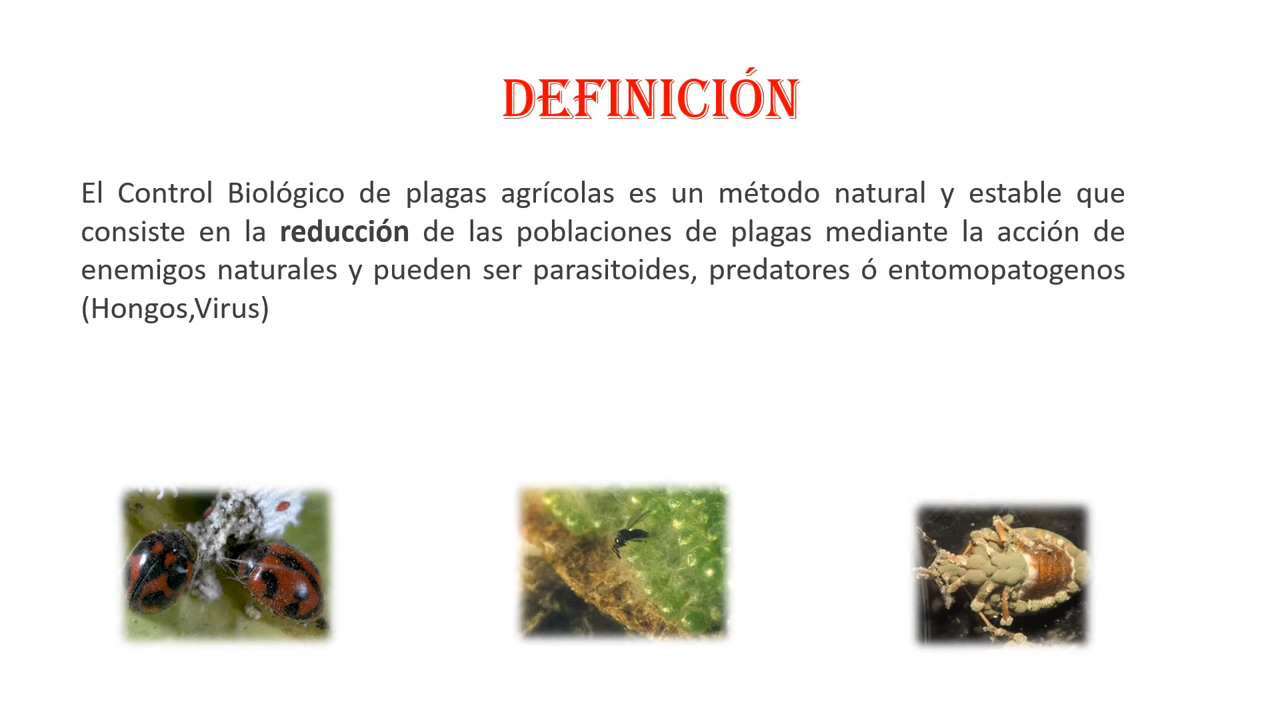 DEFINICIÓN
El Control Biológico de plagas agrícolas es un método natural y estable que
consiste en la reducción de las poblaciones de plagas mediante la acción de
enemigos naturales y pueden ser parasitoides, predatores ó entomopatogenos
(Hongos,Virus)